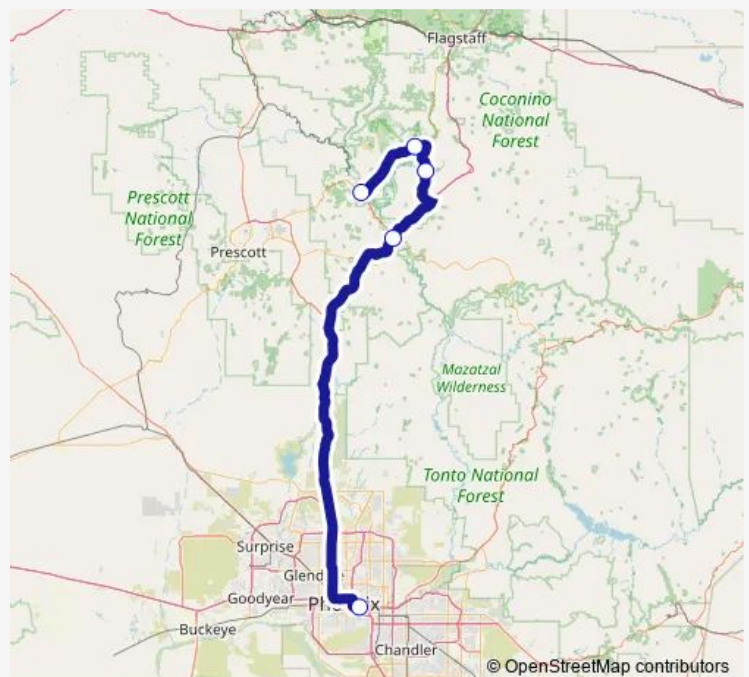 Flagstaff
Coconino
National
Forest
Prescott
National
Forest
Prescott
Mazatzal
Wilderness
Tonto National
Forest
Surprise
Goodyear
Buckeye
Chandler
© OpenStreetMap contributors